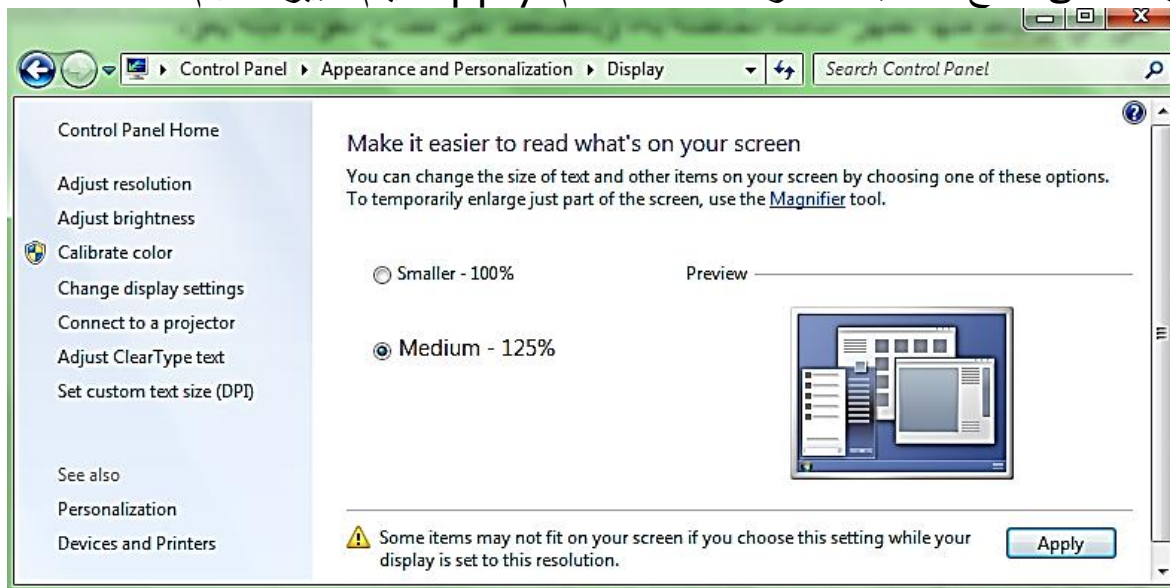 apply
Control Panel ▸ Appearance and Personalization ▸ Display
Search Control Panel
Control Panel Home
Adjust resolution
Adjust brightness
Calibrate color
Change display settings
Connect to a projector
Adjust ClearType text
Set custom text size (DPI)
See also
Personalization
Devices and Printers
Make it easier to read what's on your screen
You can change the size of text and other items on your screen by choosing one of these options.
To temporarily enlarge just part of the screen, use the Magnifier tool.
Smaller - 100%
Medium - 125%
Preview
Some items may not fit on your screen if you choose this setting while your
display is set to this resolution.
Apply